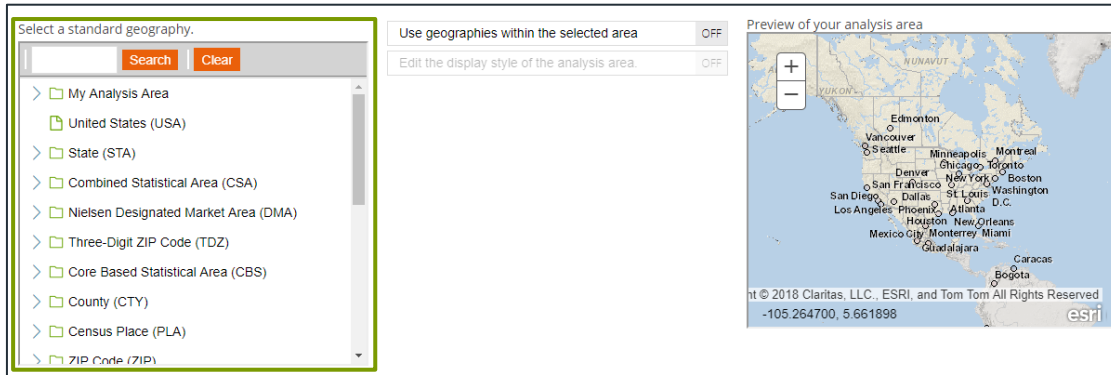 Select a standard geography.
Search Clear
My Analysis Area
United States (USA)
State (STA)
Combined Statistical Area (CSA)
Nielsen Designated Market Area (DMA)
Three-Digit ZIP Code (TDZ)
Core Based Statistical Area (CBS)
County (CTY)
Census Place (PLA)
ZIP Code (ZIP)
Use geographies within the selected area OFF
Edit the display style of the analysis area. OFF
Preview of your analysis area
+
−
NUNAVUT
YUKON
Edmonton
Vancouver
Seattle
Minneapolis Montreal
Chicago Toronto
Denver New York Boston
San Francisco St. Louis Washington D.C.
San Diego Dallas
Los Angeles Phoenix Atlanta
Houston New Orleans
Mexico City Monterrey Miami
Guadalajara
Caracas
Bogota
nt © 2018 Claritas, LLC., ESRI, and Tom Tom All Rights Reserved
-105.264700, 5.661898
esri